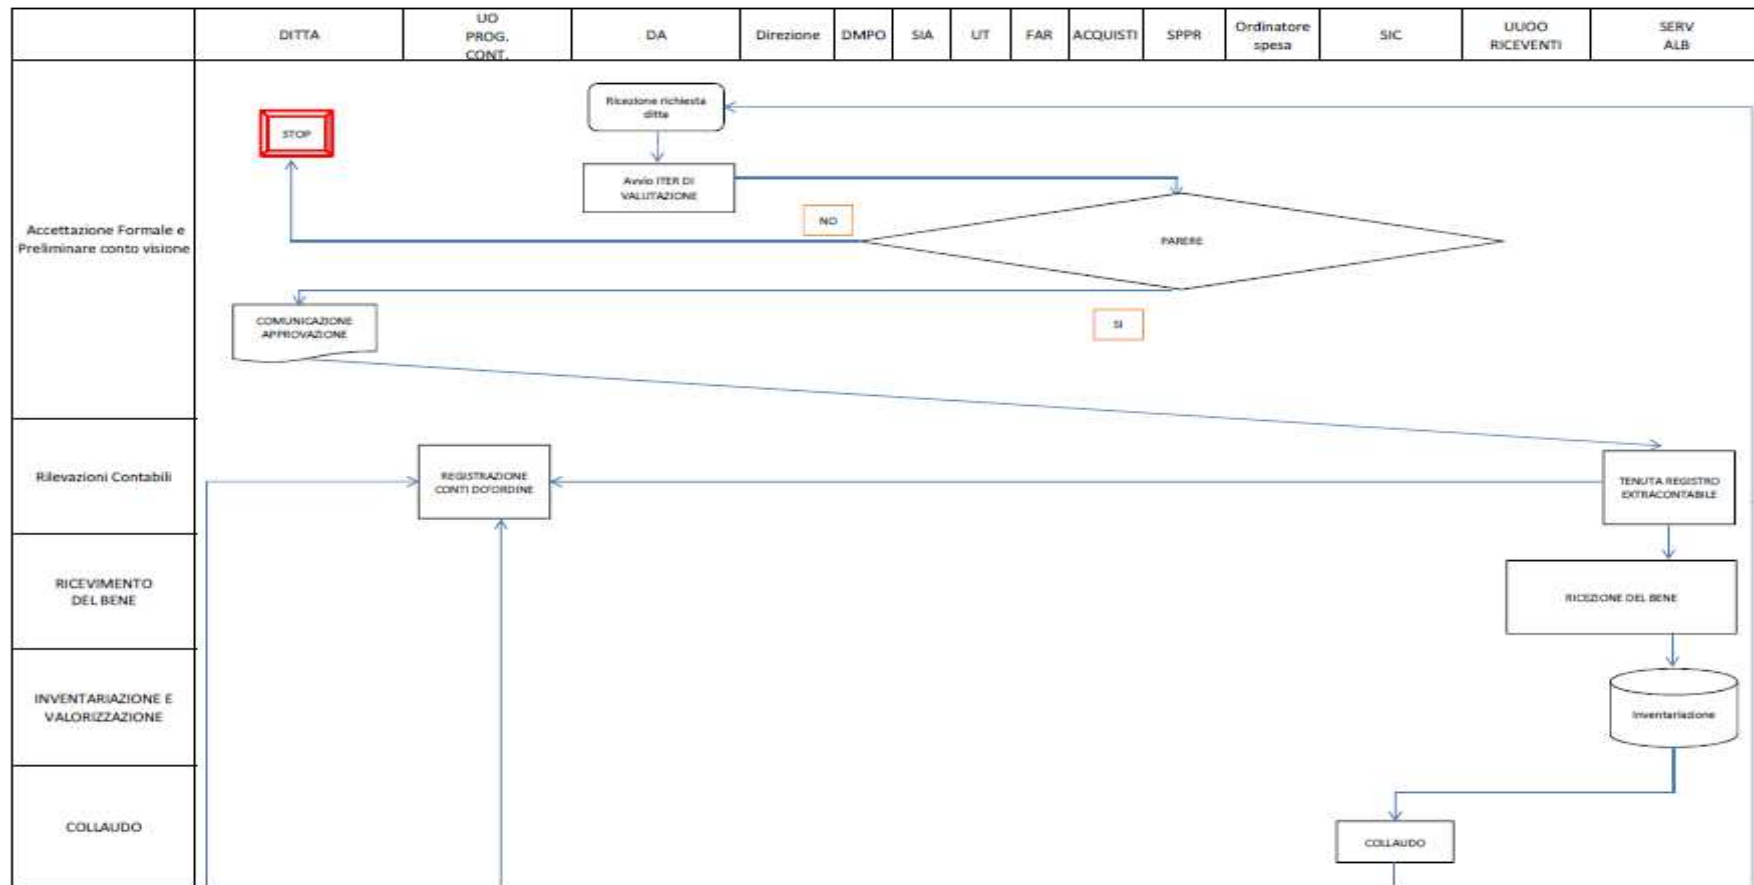 DITTA
UO
PROG.
CONT.
DA
Direzione
DMPO
SIA
UT
FAR
ACQUISTI
SPPR
Ordinatore
spesa
SIC
UUOO
RICEVENTI
SERV
ALB
Accettazione Formale e
Preliminare conto visione
Ricezione richiesta
ditta
STOP
Avvio ITER DI
VALUTAZIONE
NO
PARERE
SI
COMUNICAZIONE
APPROVAZIONE
Rilevazioni Contabili
REGISTRAZIONE
CONTI DO'ORDINE
TENUTA REGISTRO
EXTRACONTABILE
RICEVIMENTO
DEL BENE
RICEZIONE DEL BENE
INVENTARIAZIONE E
VALORIZZAZIONE
Inventariazione
COLLAUDO
COLLAUDO